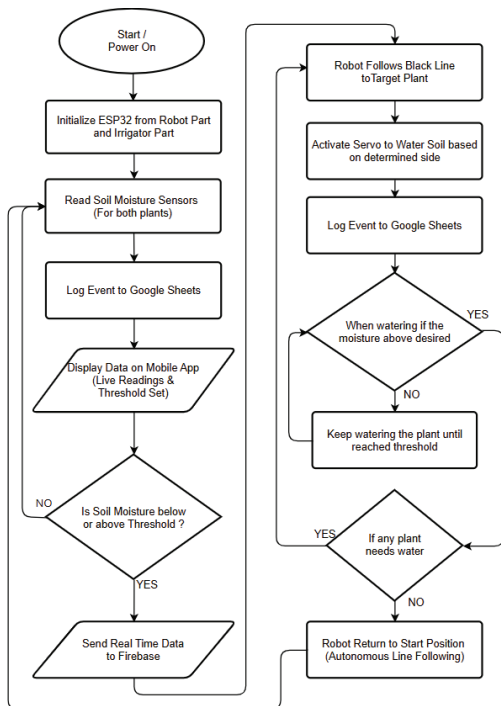 Start /
Power On
Initialize ESP32 from Robot Part
and Irrigator Part
Read Soil Moisture Sensors
(For both plants)
Log Event to Google Sheets
Display Data on Mobile App
(Live Readings &
Threshold Set)
NO
Is Soil Moisture below
or above Threshold ?
YES
Send Real Time Data
to Firebase
Robot Follows Black Line
toTarget Plant
Activate Servo to Water Soil based
on determined side
Log Event to Google Sheets
YES
When watering if the
moisture above desired
NO
Keep watering the plant until
reached threshold
YES
If any plant
needs water
NO
Robot Return to Start Position
(Autonomous Line Following)